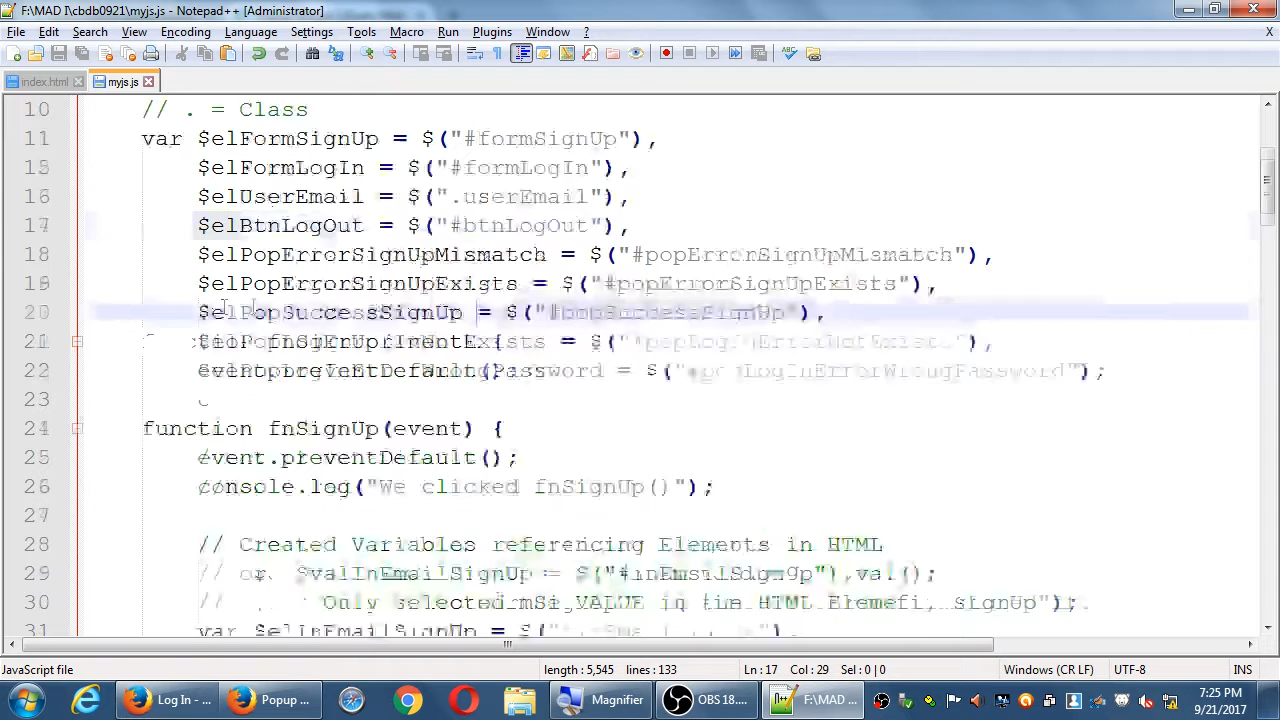 F:\MAD I\cbdb0921\myjs.js - Notepad++ [Administrator]
File Edit Search View Encoding Language Settings Tools Macro Run Plugins Window ? X
index.html myjs.js
10 // . = Class
11 var $elFormSignUp = $("#formSignUp"),
15 $elFormLogIn = $("#formLogIn"),
16 $elUserEmail = $(".userEmail"),
17 $elBtnLogOut = $("#btnLogOut"),
18 $elPopErrorSignUpMismatch = $("#popErrorSignUpMismatch"),
19 $elPopErrorSignUpExists = $("#popErrorSignUpExists"),
20 $elPopSuccessSignUp = $("#popSuccessSignUp"),
21
22
23
24 function fnSignUp(event) {
25 event.preventDefault();
26 console.log("We clicked fnSignUp()");
27
28 // Created Variables referencing Elements in HTML
29 //
30 // Only
31 var
JavaScript file length : 5,545 lines : 133 Ln : 17 Col : 29 Sel : 0 | 0 Windows (CR LF) UTF-8 INS
Log In - ... Popup ... Magnifier OBS 18.... F:\MAD ... 7:25 PM
9/21/2017